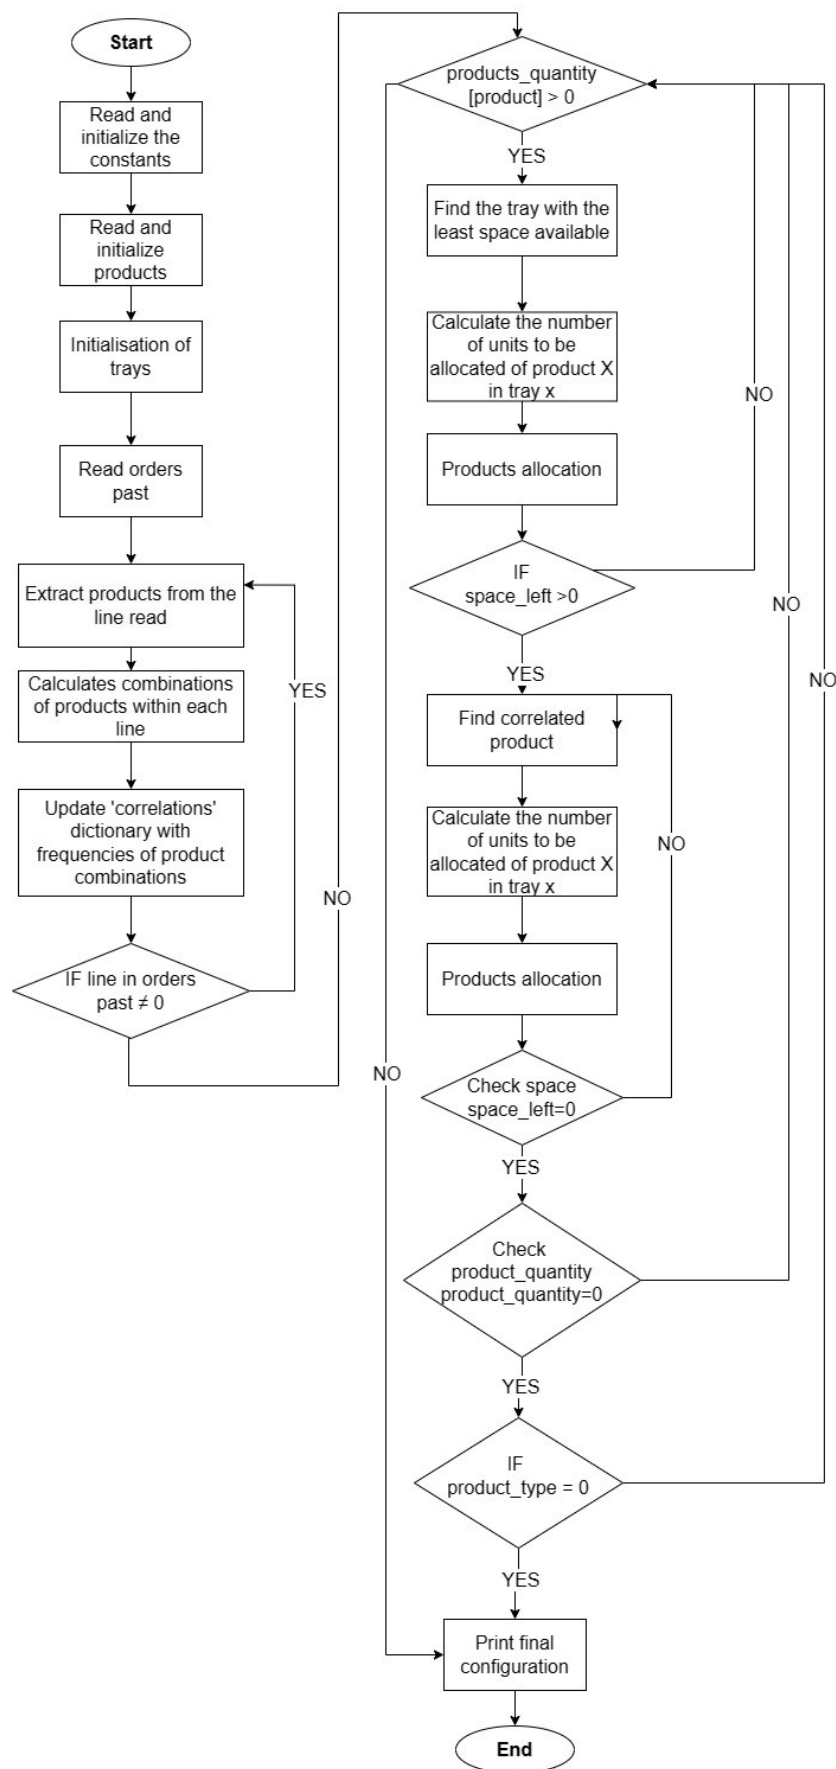 Start
Read and
initialize the
constants
Read and
initialize
products
Initialisation of
trays
Read orders
past
Extract products from the
line read
Calculates combinations
of products within each
line
Update 'correlations'
dictionary with
frequencies of product
combinations
YES
IF line in orders
past ≠ 0
NO
products_quantity
[product] > 0
YES
NO
Find the tray with the
least space available
Calculate the number
of units to be
allocated of product X
in tray x
Products allocation
IF
space_left >0
NO
YES
Find correlated
product
Calculate the number
of units to be
allocated of product X
in tray x
Products allocation
Check space
space_left=0
NO
YES
Check
product_quantity
product_quantity=0
NO
YES
IF
product_type = 0
NO
YES
Print final
configuration
End